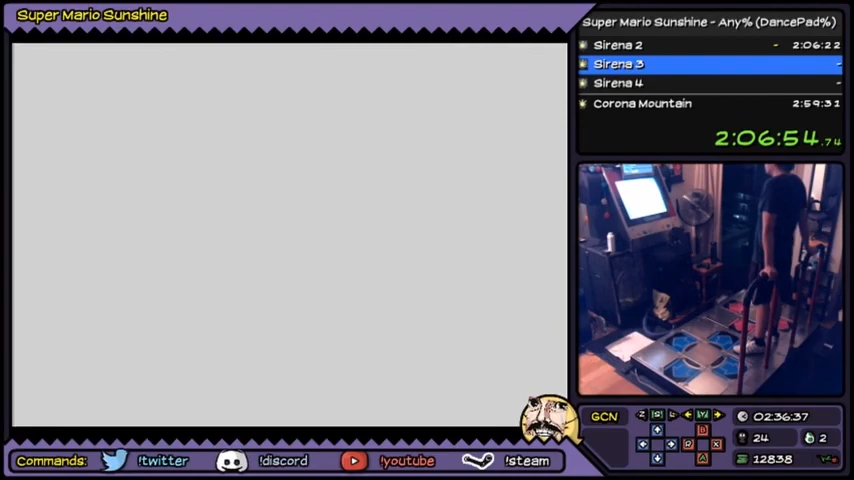 Super Mario Sunshine
Super Mario Sunshine - Any% (DancePad%)
Sirena 2 - 2:06:22
Sirena 3 -
Sirena 4 -
Corona Mountain 2:59:31
2:06:54.74
GCN
Z L Y
B
R X
A
02:36:37
24
2
12838
Commands: !twitter !discord !youtube !steam